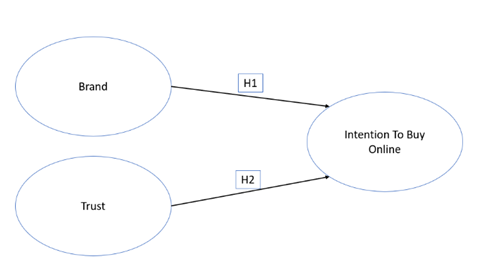 Brand
H1
Intention To Buy
Online
H2
Trust